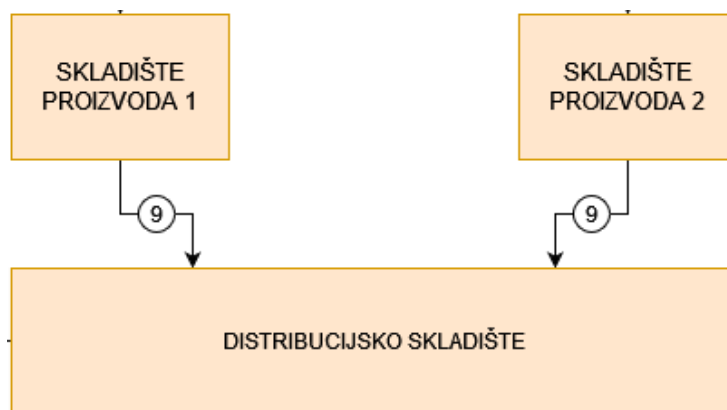 SKLADIŠTE
PROIZVODA 1
SKLADIŠTE
PROIZVODA 2
9
9
DISTRIBUCIJSKO SKLADIŠTE